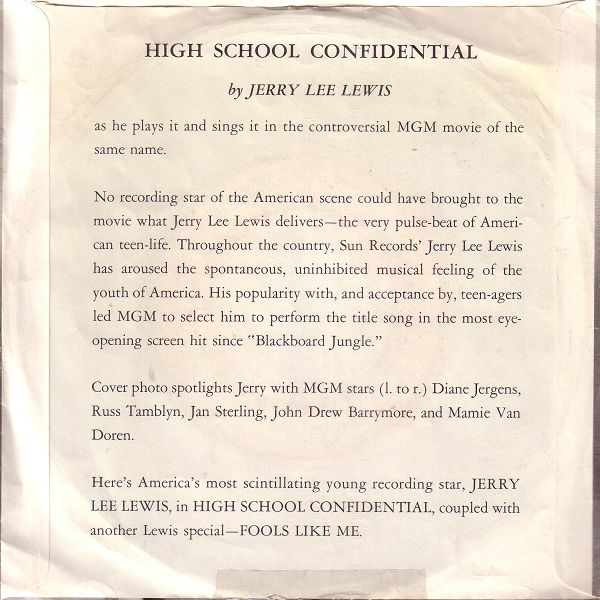 HIGH SCHOOL CONFIDENTIAL
by JERRY LEE LEWIS
as he plays it and sings it in the controversial MGM movie of the
same name.
No recording star of the American scene could have brought to the
movie what Jerry Lee Lewis delivers—the very pulse-beat of Ameri-
can teen-life. Throughout the country, Sun Records' Jerry Lee Lewis
has aroused the spontaneous, uninhibited musical feeling of the
youth of America. His popularity with, and acceptance by, teen-agers
led MGM to select him to perform the title song in the most eye-
opening screen hit since "Blackboard Jungle."
Cover photo spotlights Jerry with MGM stars (l. to r.) Diane Jergens,
Russ Tamblyn, Jan Sterling, John Drew Barrymore, and Mamie Van
Doren.
Here's America's most scintillating young recording star, JERRY
LEE LEWIS, in HIGH SCHOOL CONFIDENTIAL, coupled with
another Lewis special—FOOLS LIKE ME.